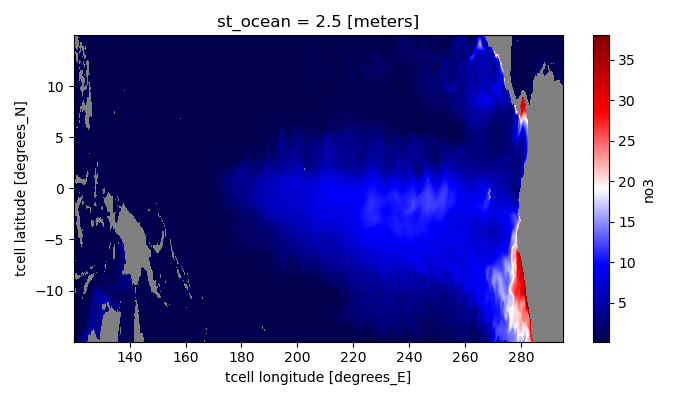 st_ocean = 2.5 [meters]
tcell latitude [degrees_N]
10
5
0
−5
−10
140 160 180 200 220 240 260 280
tcell longitude [degrees_E]
35
30
25
20
15
10
5
no3